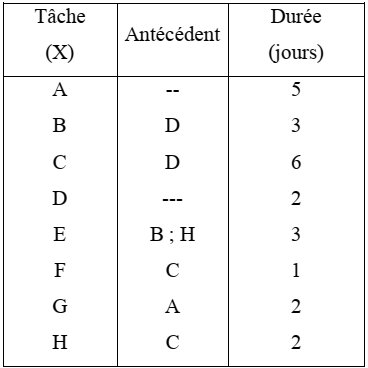 Tâche (X) Antécédent Durée (jours)
A -- 5
B D 3
C D 6
D --- 2
E B ; H 3
F C 1
G A 2
H C 2